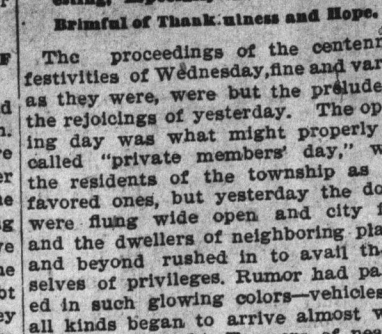 Brimful of Thankfulness and Hope.
The proceedings of the centen
festivities of Wednesday, fine and var
as they were, were but the prelude
the rejoicings of yesterday. The op
ing day was what might properly
called "private members' day," w
the residents of the township as
favored ones, but yesterday the do
were flung wide open and city f
and the dwellers of neighboring pla
and beyond rushed in to avail th
selves of privileges. Rumor had pa
ed in such glowing colors—vehicles
all kinds began to arrive almost w